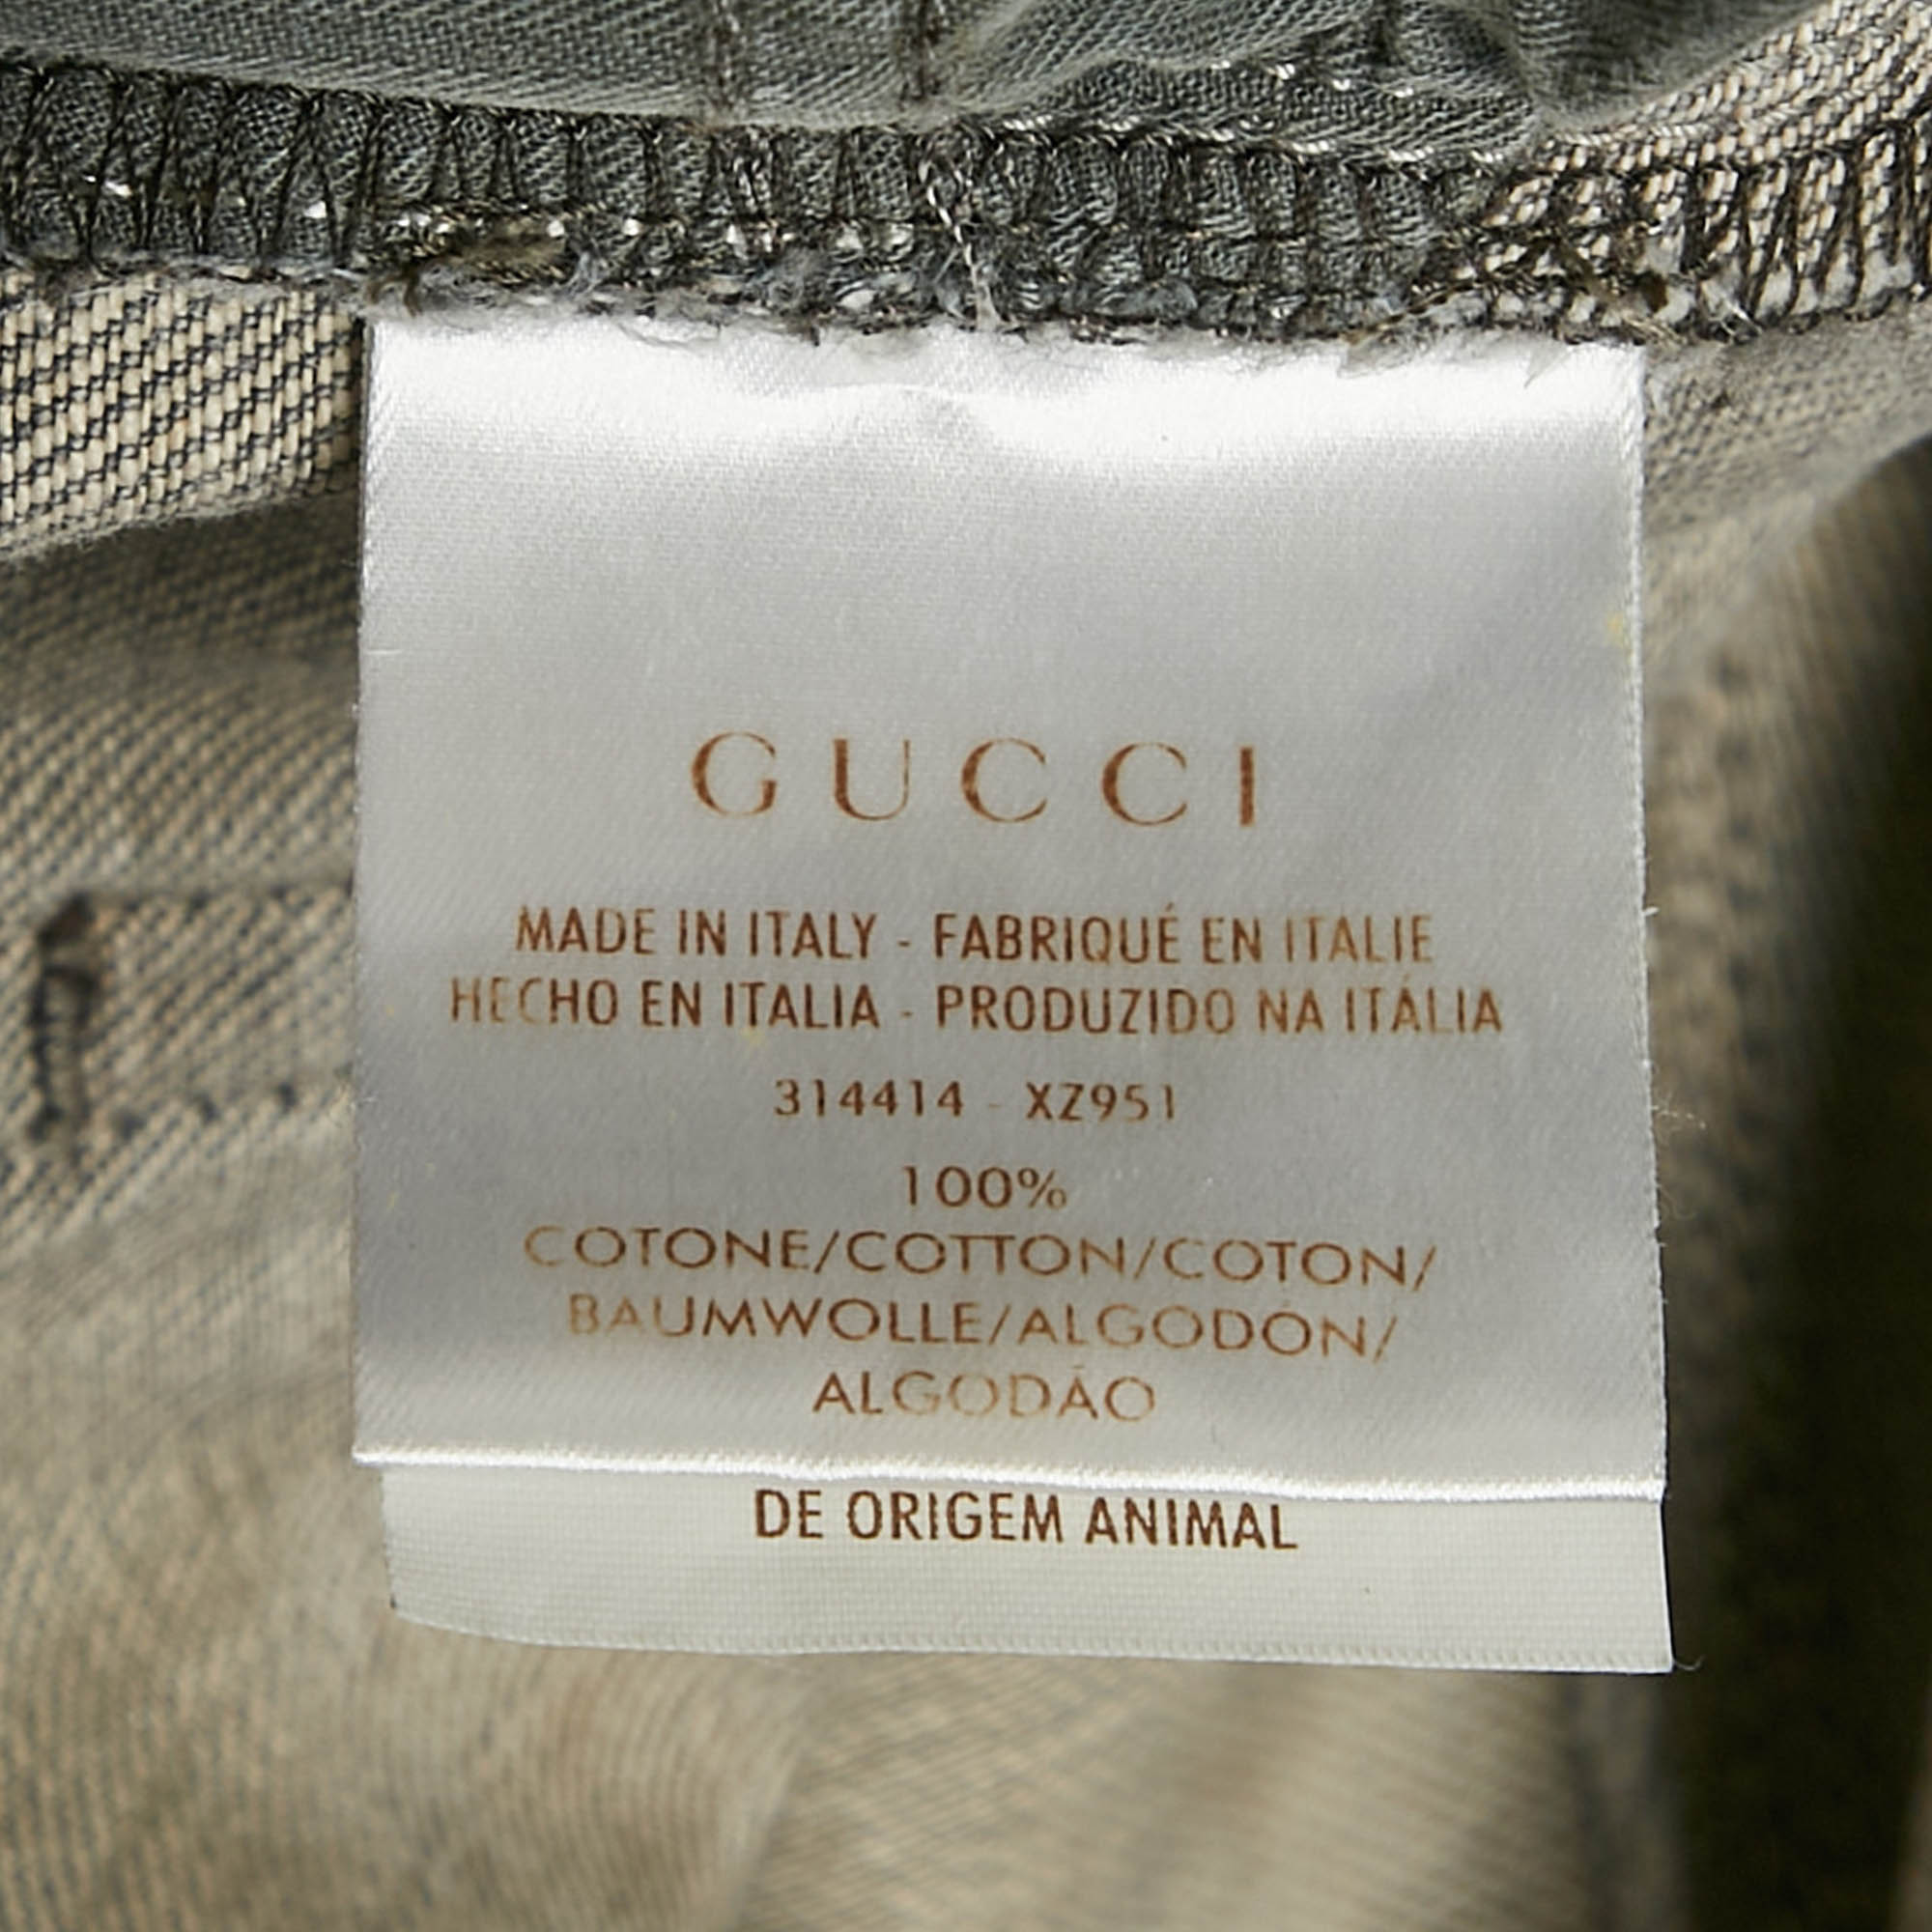 GUCCI
MADE IN ITALY - FABRIQUÉ EN ITALIE
HECHO EN ITALIA - PRODUZIDO NA ITÁLIA
314414 - XZ951
100%
COTONE/COTTON/COTON/
BAUMWOLLE/ALGODÓN/
ALGODÃO
DE ORIGEM ANIMAL